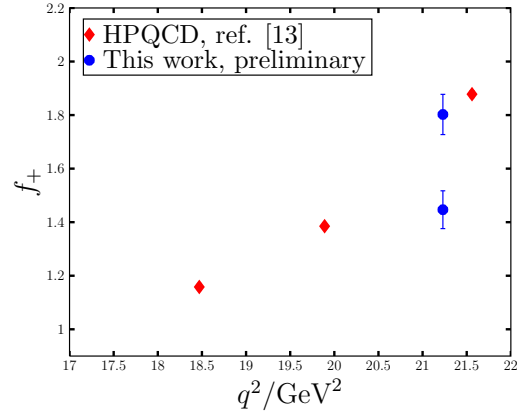 2.2
2
1.8
1.6
1.4
1.2
1
f₊
HPQCD, ref. [13]
This work, preliminary
17 17.5 18 18.5 19 19.5 20 20.5 21 21.5 22
q²/GeV²